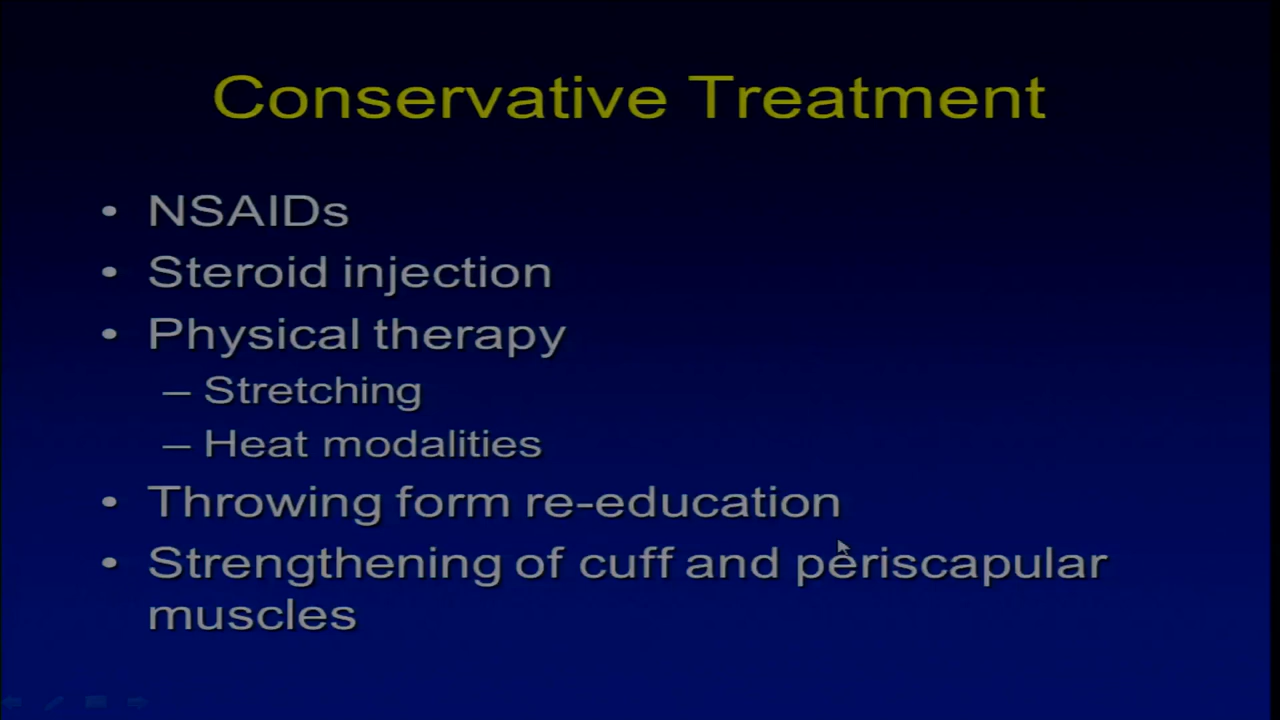 Conservative Treatment
• NSAIDs
• Steroid injection
• Physical therapy
– Stretching
– Heat modalities
• Throwing form re-education
• Strengthening of cuff and periscapular
muscles